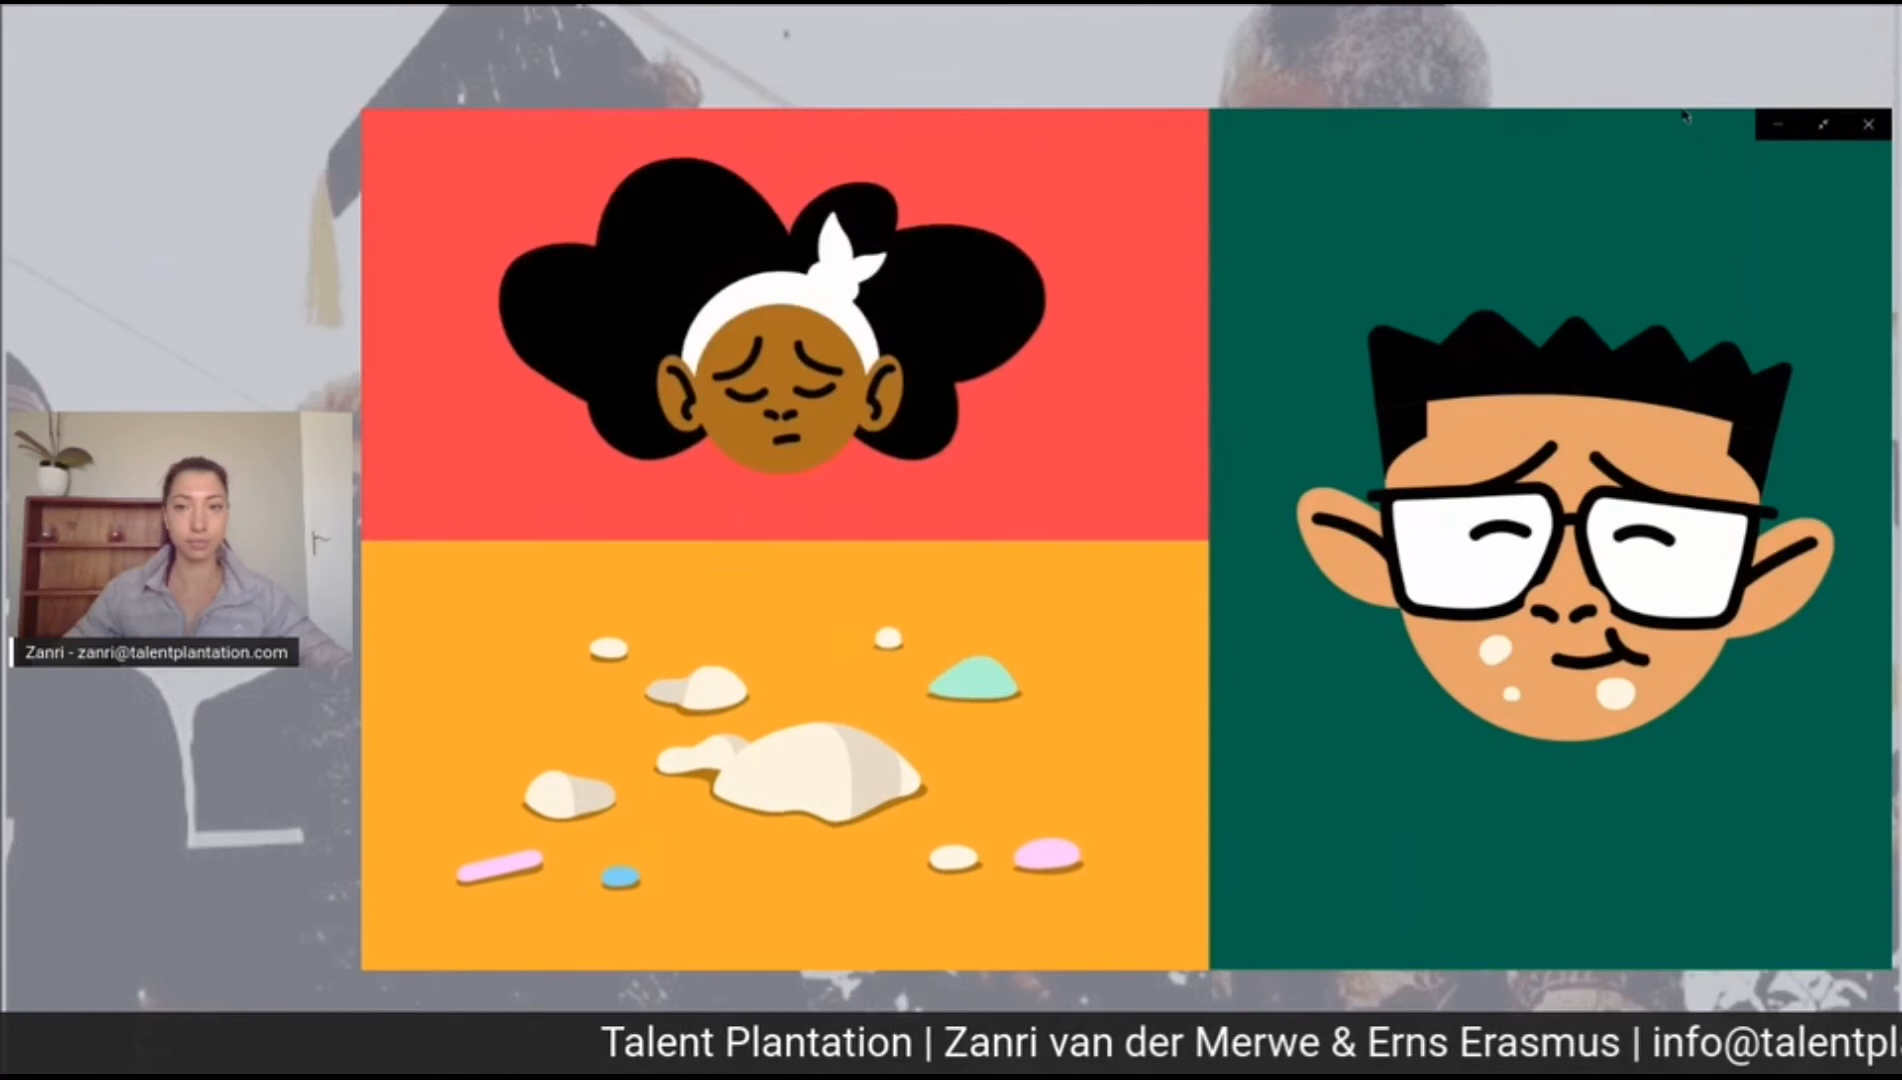 Zanri - zanri@talentplantation.com
Talent Plantation | Zanri van der Merwe & Erns Erasmus | info@talentpl